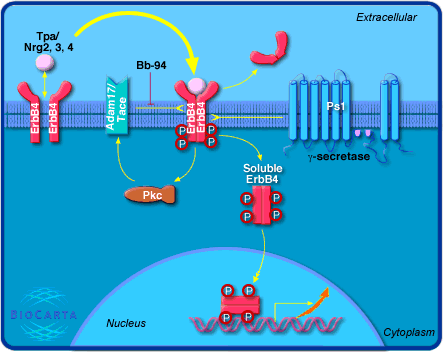 Extracellular
Tpa/
Nrg2, 3, 4
Bb-94
ErbB4
ErbB4
Adam17/
Tace
ErbB4
ErbB4
Ps1
γ-secretase
P
P
P
P
Pkc
Soluble
ErbB4
P
P
P
P
P
P
P
P
Nucleus
Cytoplasm
BIOCARTA